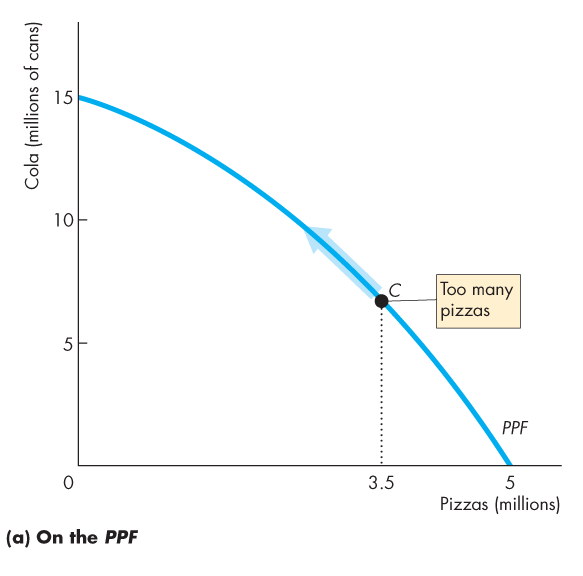 Cola (millions of cans)
15
10
5
0
C
Too many
pizzas
PPF
3.5
5
Pizzas (millions)
(a) On the PPF